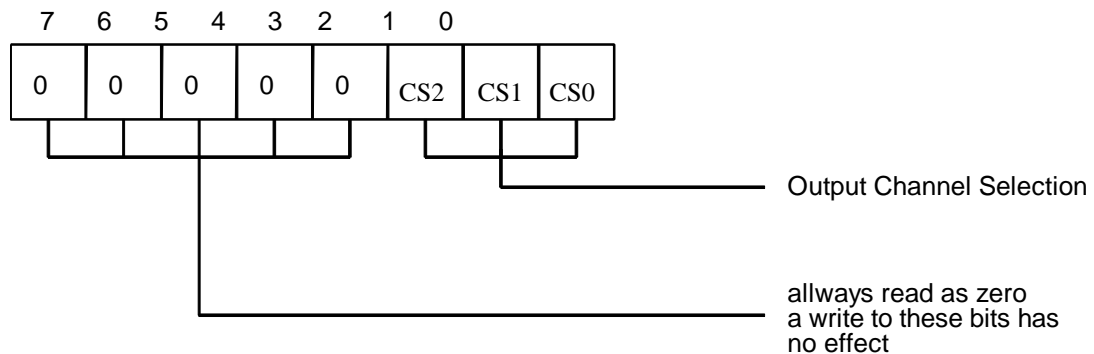 7 6 5 4 3 2 1 0
0 0 0 0 0 CS2 CS1 CS0
Output Channel Selection
allways read as zero
a write to these bits has
no effect